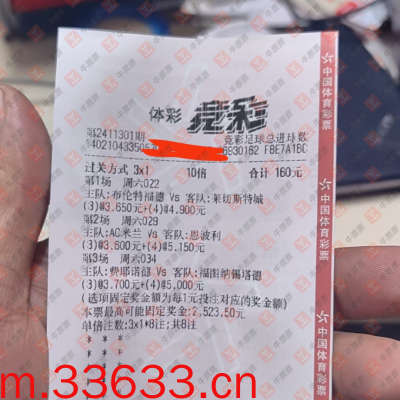 体彩 竞彩
第2411301期 竞彩足球总进球数
14021043350 6930162 FBE7A1BC
过关方式 3x1 10倍 合计 160元
第1场 周六022
主队:布伦特福德 Vs 客队:莱切斯特城
(3)@3.650元+(4)@4.900元
第2场 周六029
主队:AC米兰 Vs 客队:恩波利
(3)@3.600元+(4)@5.150元
第3场 周六034
主队:费耶诺德 Vs 客队:福图纳锡塔德
(3)@3.700元+(4)@5.000元
(选项固定奖金额为每1元投注对应的奖金额)
本票最高可能固定奖金:2,523.50元
单倍注数:3x1*8注;共8注
* * *
* * *
中国体育彩票
中国体育彩票
中国体育彩票
m.33633.cn